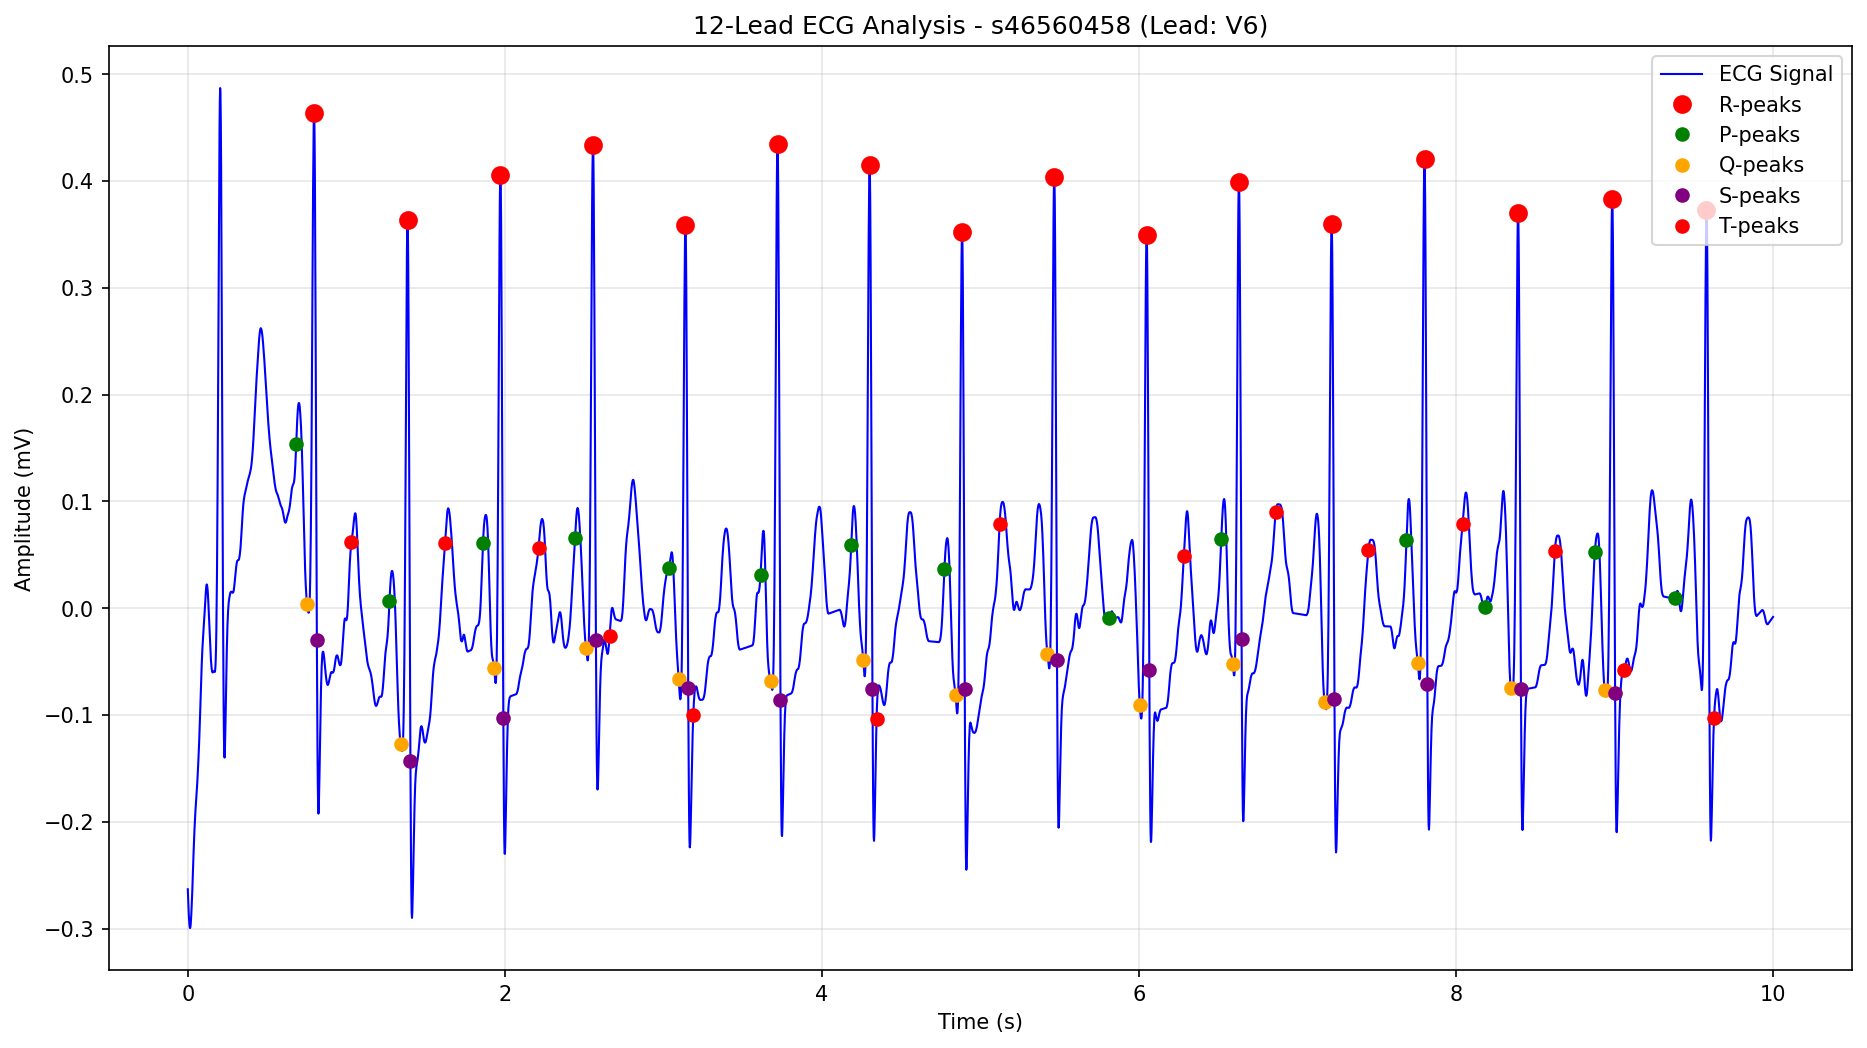 12-Lead ECG Analysis - s46560458 (Lead: V6)
ECG Signal
R-peaks
P-peaks
Q-peaks
S-peaks
T-peaks
Amplitude (mV)
0.5
0.4
0.3
0.2
0.1
0.0
−0.1
−0.2
−0.3
0 2 4 6 8 10
Time (s)